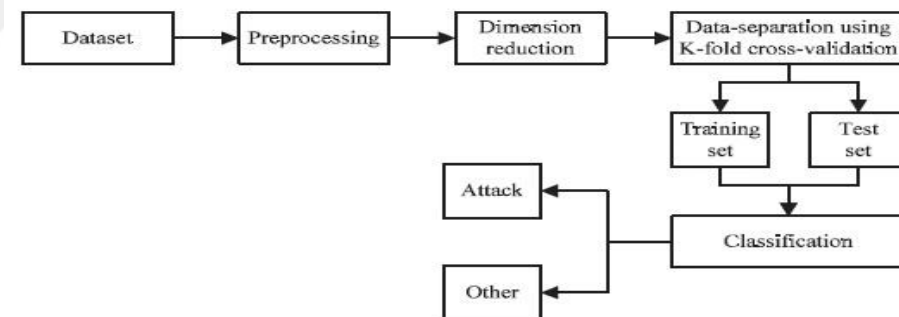 Dataset
Preprocessing
Dimension
reduction
Data-separation using
K-fold cross-validation
Training
set
Test
set
Attack
Classification
Other